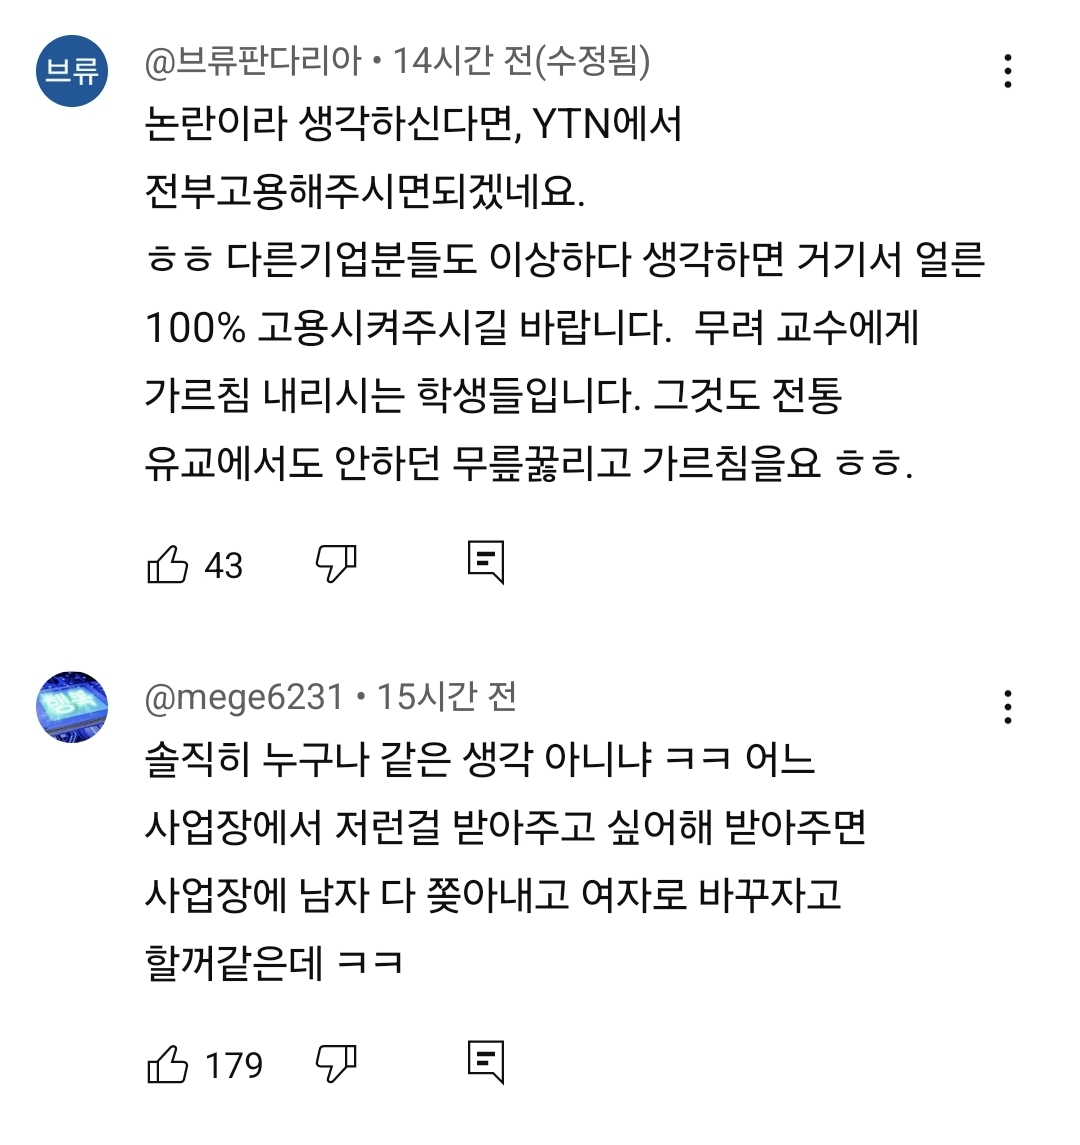 브류
@브류판다리아 • 14시간 전(수정됨)
논란이라 생각하신다면, YTN에서
전부고용해주시면되겠네요.
ㅎㅎ 다른기업분들도 이상하다 생각하면 거기서 얼른
100% 고용시켜주시길 바랍니다. 무려 교수에게
가르침 내리시는 학생들입니다. 그것도 전통
유교에서도 안하던 무릎꿇리고 가르침을요 ㅎㅎ.
43
@mege6231 • 15시간 전
솔직히 누구나 같은 생각 아니냐 ㅋㅋ 어느
사업장에서 저런걸 받아주고 싶어해 받아주면
사업장에 남자 다 쫒아내고 여자로 바꾸자고
할꺼같은데 ㅋㅋ
179